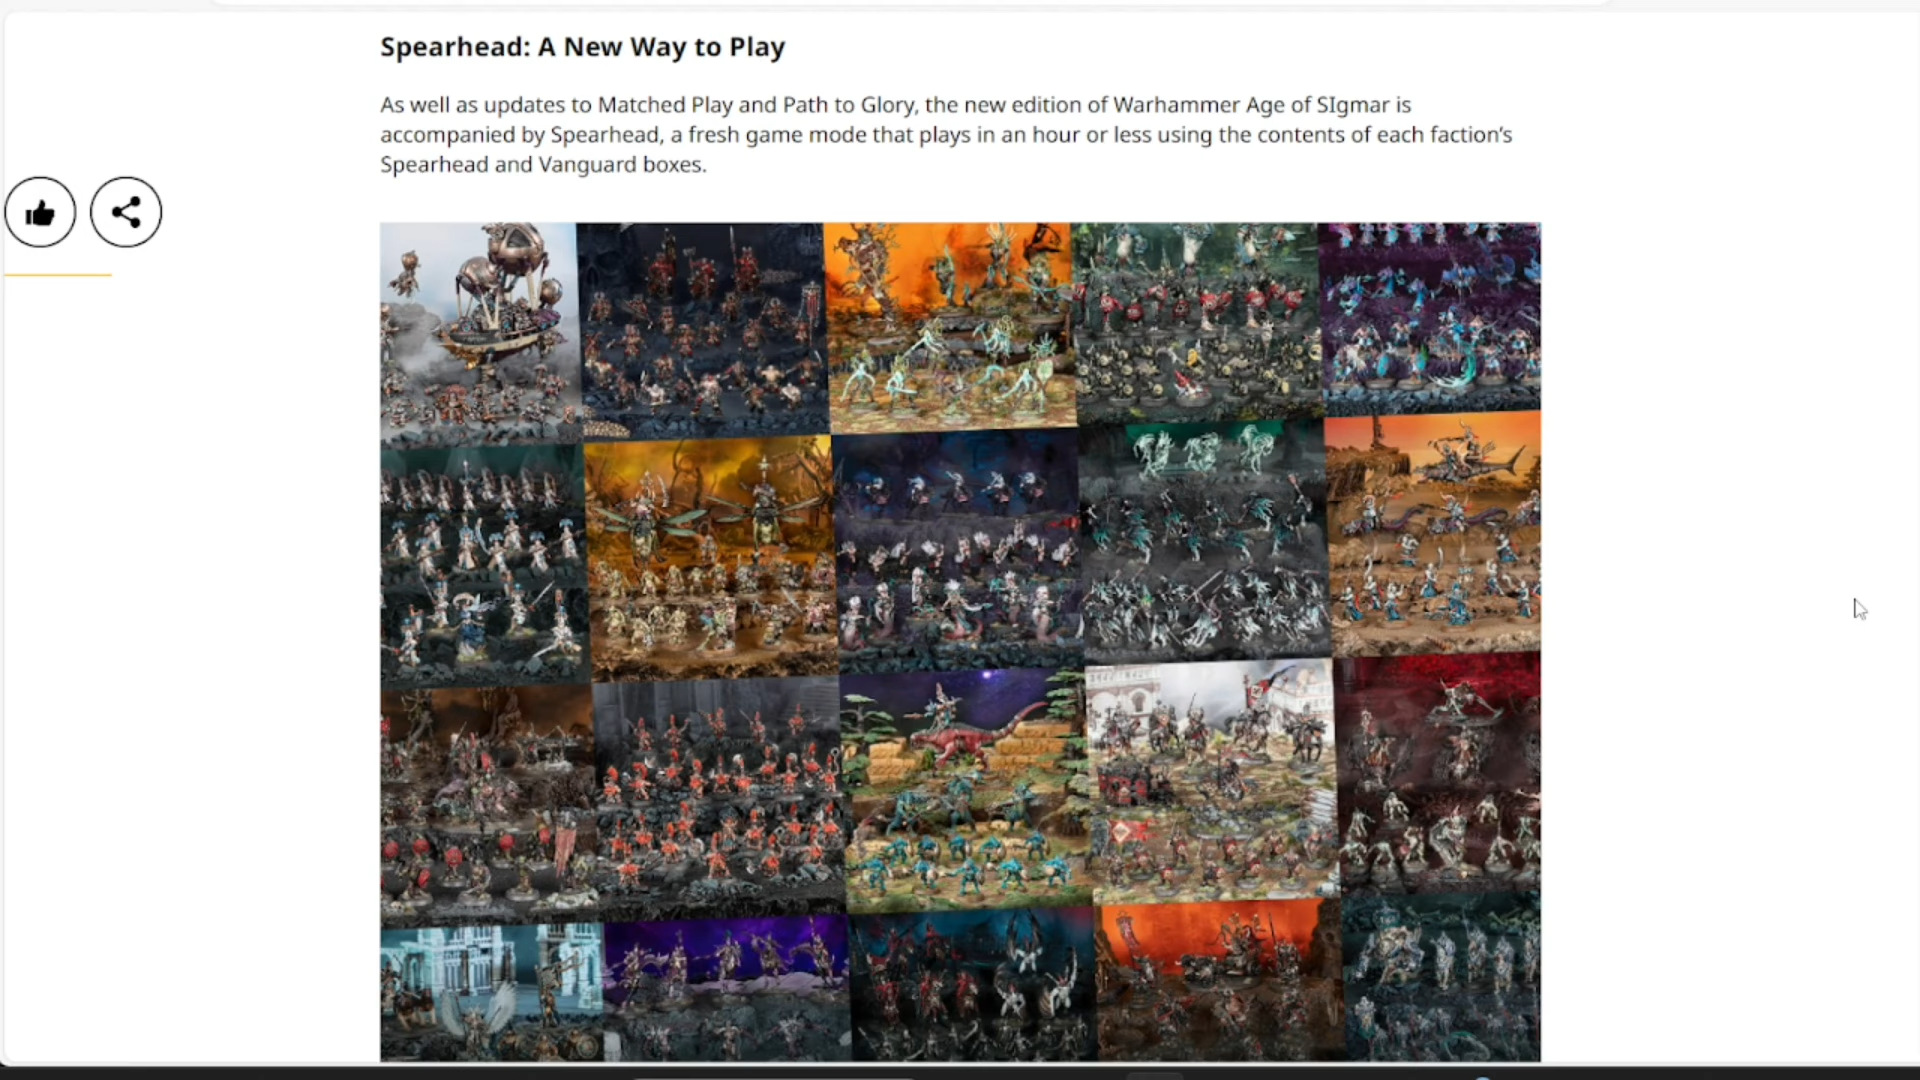 Spearhead: A New Way to Play
As well as updates to Matched Play and Path to Glory, the new edition of Warhammer Age of SIgmar is
accompanied by Spearhead, a fresh game mode that plays in an hour or less using the contents of each faction’s
Spearhead and Vanguard boxes.